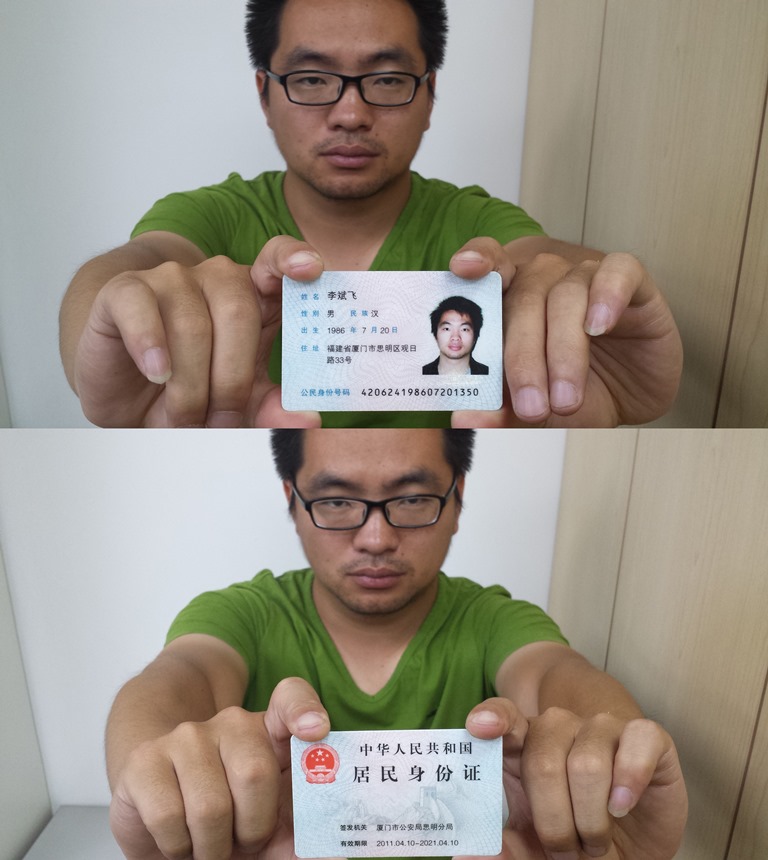 姓名 李斌飞
性别 男 民族 汉
出生 1986 年 7 月 20 日
住址 福建省厦门市思明区观日
路33号
公民身份号码 420624198607201350
中华人民共和国
居民身份证
签发机关 厦门市公安局思明分局
有效期限 2011.04.10-2021.04.10